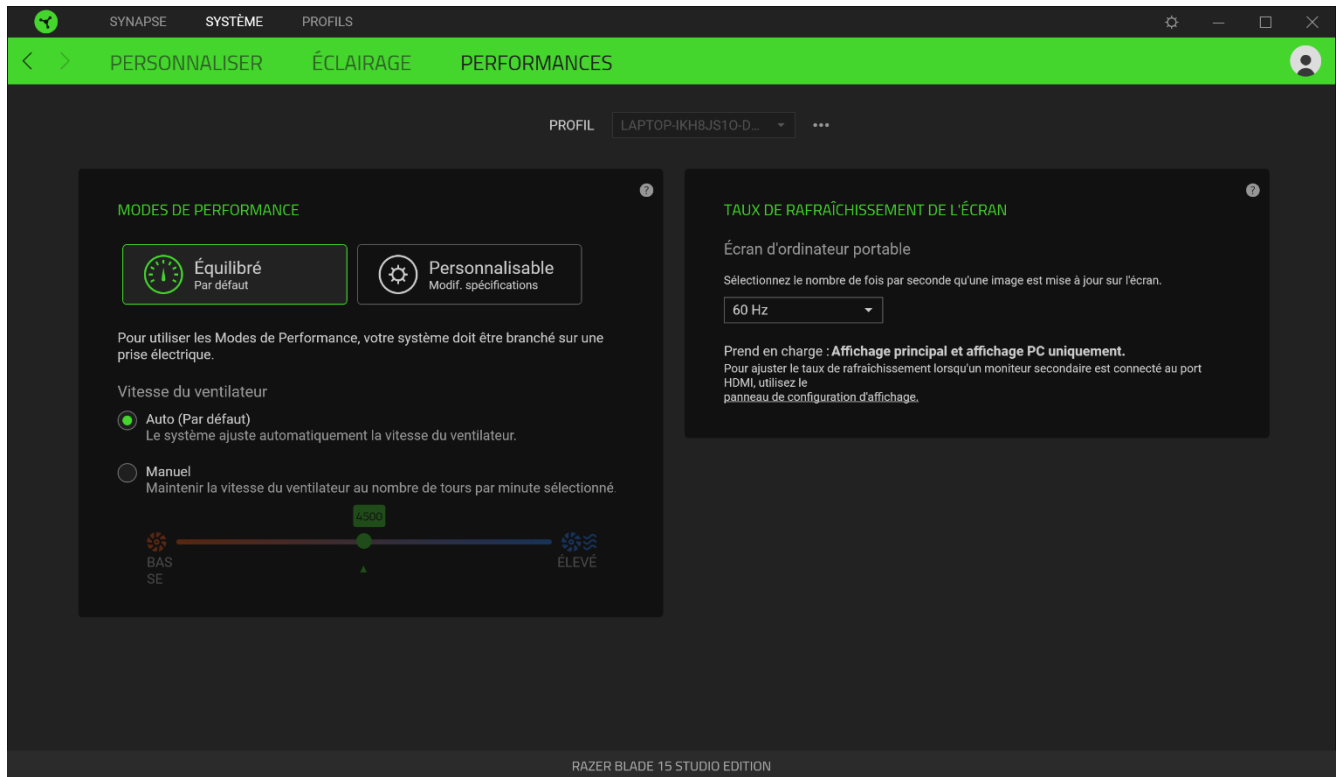 SYNAPSE SYSTÈME PROFILS
PERSONNALISER ÉCLAIRAGE PERFORMANCES
PROFIL LAPTOP-IKH8JS1O-D... •••
MODES DE PERFORMANCE
Équilibré
Par défaut
Personnalisable
Modif. spécifications
Pour utiliser les Modes de Performance, votre système doit être branché sur une
prise électrique.
Vitesse du ventilateur
Auto (Par défaut)
Le système ajuste automatiquement la vitesse du ventilateur.
Manuel
Maintenir la vitesse du ventilateur au nombre de tours par minute sélectionné.
4500
BAS
SE
ÉLEVÉ
TAUX DE RAFRAÎCHISSEMENT DE L'ÉCRAN
Écran d'ordinateur portable
Sélectionnez le nombre de fois par seconde qu'une image est mise à jour sur l'écran.
60 Hz
Prend en charge : Affichage principal et affichage PC uniquement.
Pour ajuster le taux de rafraîchissement lorsqu'un moniteur secondaire est connecté au port
HDMI, utilisez le
panneau de configuration d'affichage.
RAZER BLADE 15 STUDIO EDITION